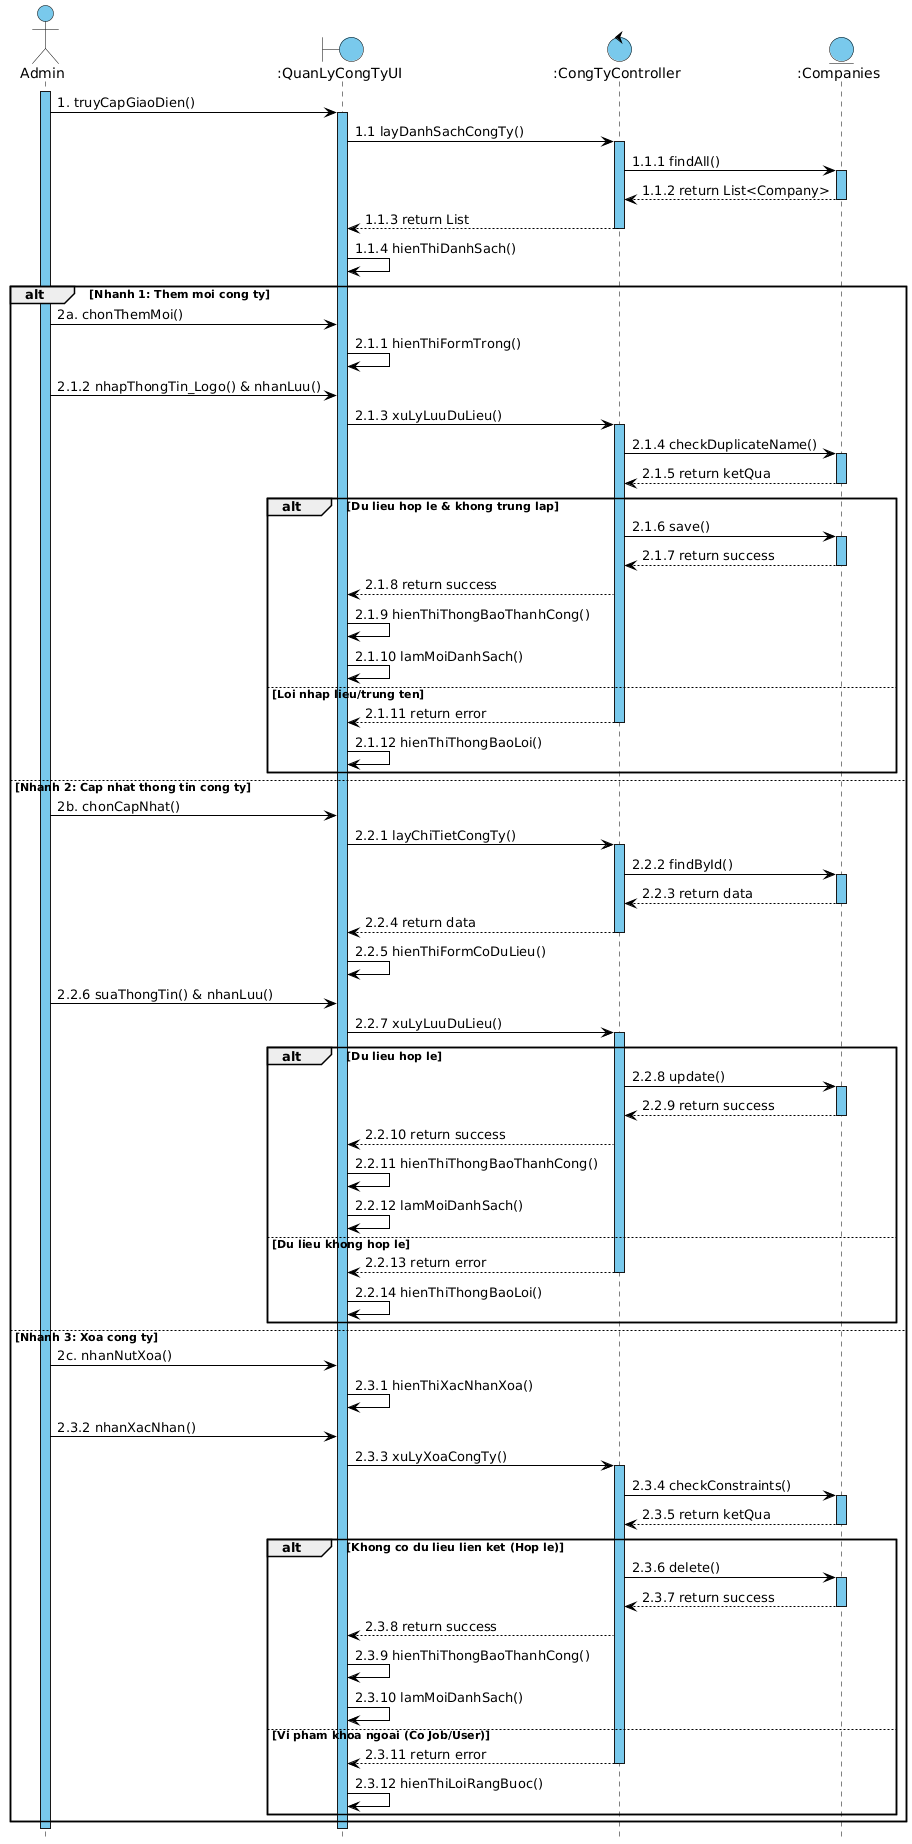 Admin
:QuanLyCongTyUI
:CongTyController
:Companies
1. truyCapGiaoDien()
1.1 layDanhSachCongTy()
1.1.1 findAll()
1.1.2 return List<Company>
1.1.3 return List
1.1.4 hienThiDanhSach()
alt [Nhanh 1: Them moi cong ty]
2a. chonThemMoi()
2.1.1 hienThiFormTrong()
2.1.2 nhapThongTin_Logo() & nhanLuu()
2.1.3 xuLyLuuDuLieu()
2.1.4 checkDuplicateName()
2.1.5 return ketQua
alt [Du lieu hop le & khong trung lap]
2.1.6 save()
2.1.7 return success
2.1.8 return success
2.1.9 hienThiThongBaoThanhCong()
2.1.10 lamMoiDanhSach()
[Loi nhap lieu/trung ten]
2.1.11 return error
2.1.12 hienThiThongBaoLoi()
[Nhanh 2: Cap nhat thong tin cong ty]
2b. chonCapNhat()
2.2.1 layChiTietCongTy()
2.2.2 findById()
2.2.3 return data
2.2.4 return data
2.2.5 hienThiFormCoDuLieu()
2.2.6 suaThongTin() & nhanLuu()
2.2.7 xuLyLuuDuLieu()
alt [Du lieu hop le]
2.2.8 update()
2.2.9 return success
2.2.10 return success
2.2.11 hienThiThongBaoThanhCong()
2.2.12 lamMoiDanhSach()
[Du lieu khong hop le]
2.2.13 return error
2.2.14 hienThiThongBaoLoi()
[Nhanh 3: Xoa cong ty]
2c. nhanNutXoa()
2.3.1 hienThiXacNhanXoa()
2.3.2 nhanXacNhan()
2.3.3 xuLyXoaCongTy()
2.3.4 checkConstraints()
2.3.5 return ketQua
alt [Khong co du lieu lien ket (Hop le)]
2.3.6 delete()
2.3.7 return success
2.3.8 return success
2.3.9 hienThiThongBaoThanhCong()
2.3.10 lamMoiDanhSach()
[Vi pham khoa ngoai (Co Job/User)]
2.3.11 return error
2.3.12 hienThiLoiRangBuoc()